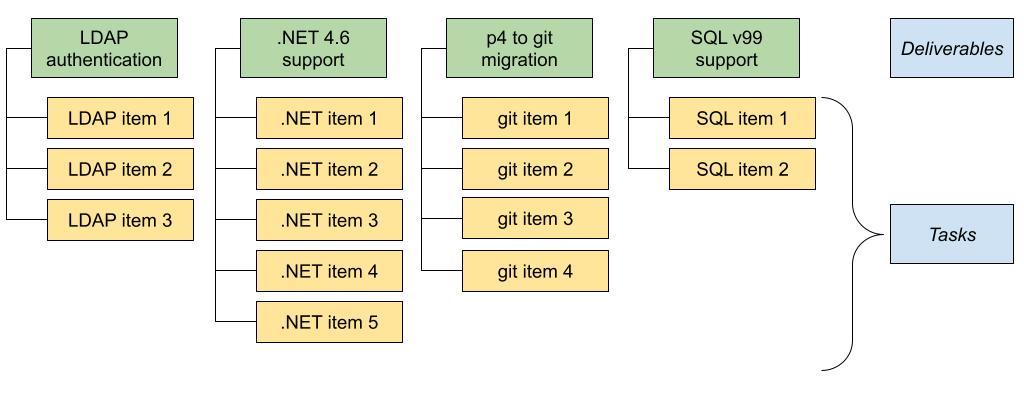 LDAP
authentication
.NET 4.6
support
p4 to git
migration
SQL v99
support
Deliverables
LDAP item 1
.NET item 1
git item 1
SQL item 1
LDAP item 2
.NET item 2
git item 2
SQL item 2
LDAP item 3
.NET item 3
git item 3
Tasks
.NET item 4
git item 4
.NET item 5